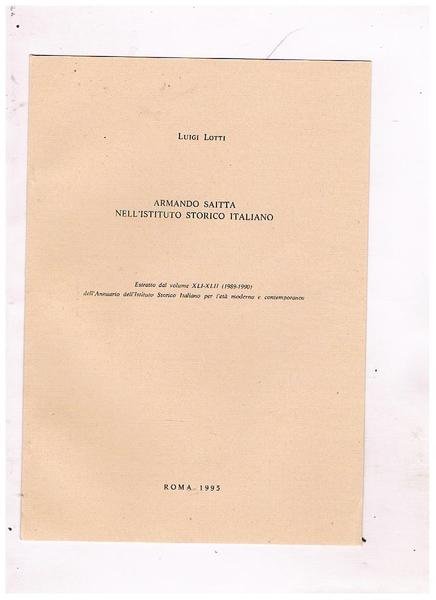 LUIGI LOTTI
ARMANDO SAITTA
NELL'ISTITUTO STORICO ITALIANO
Estratto dal volume XLI-XLII (1989-1990)
dell'Annuario dell'Istituto Storico Italiano per l'età moderna e contemporanea
ROMA 1995